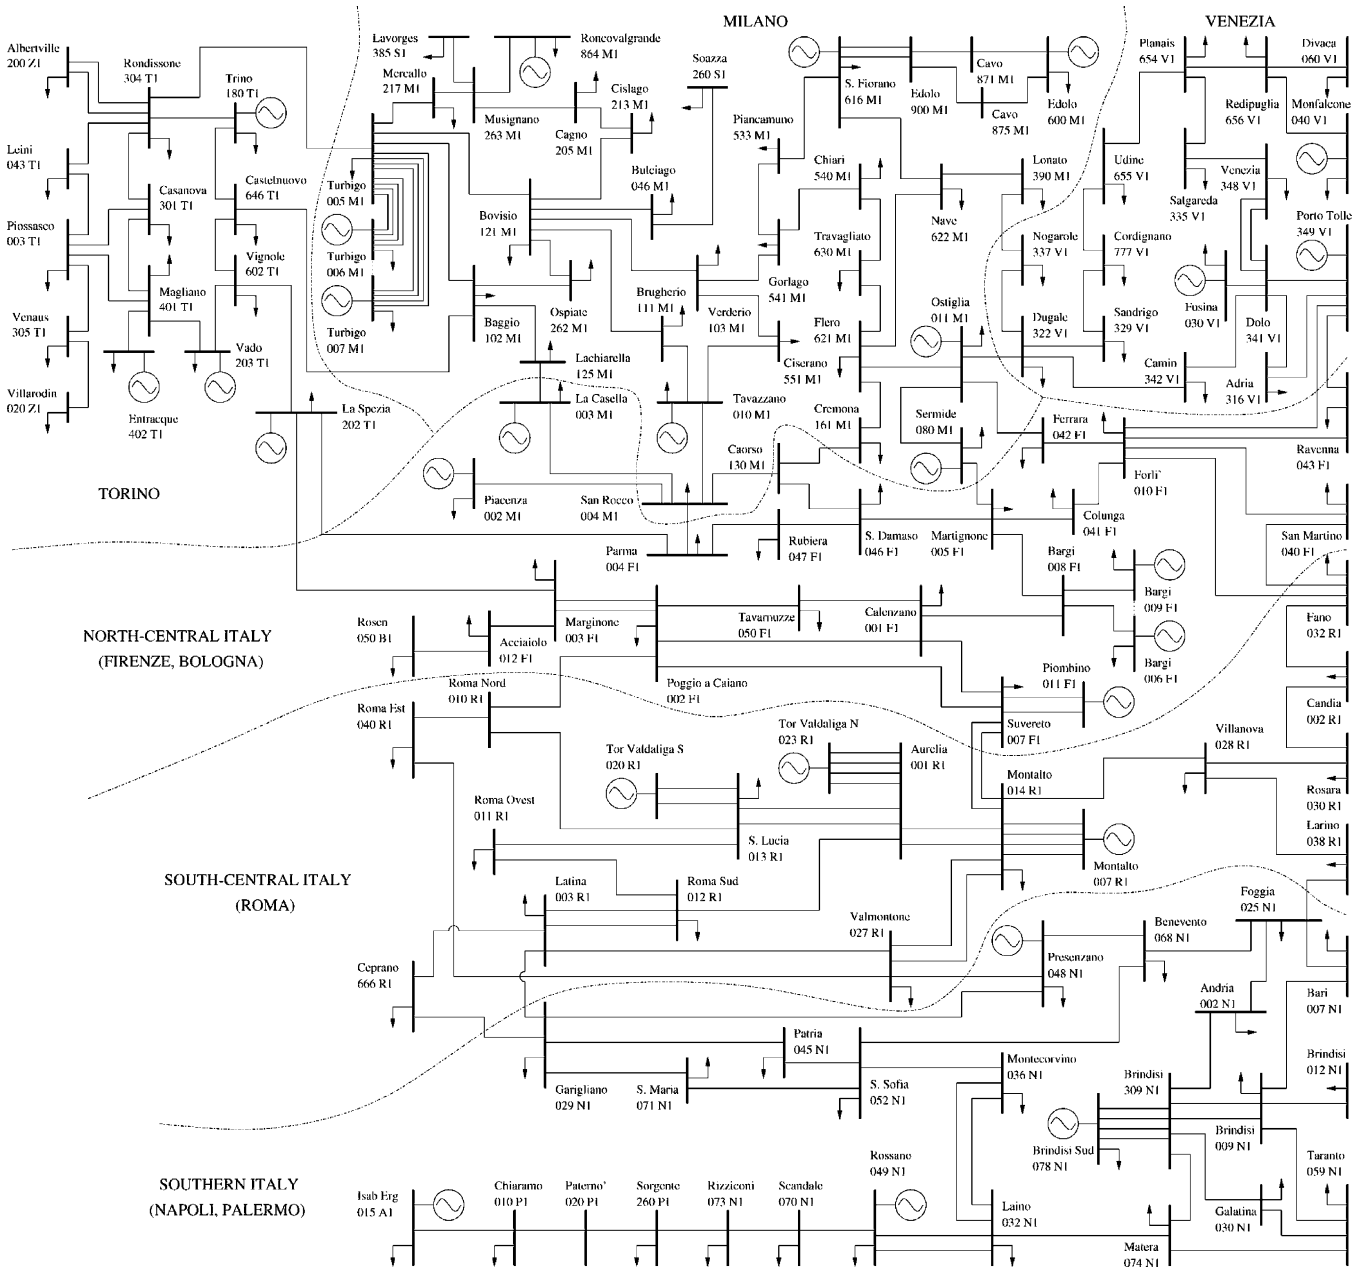 MILANO
VENEZIA
Albertville
200 Z1
Rondissone
304 T1
Trino
180 T1
Leini
043 T1
Casanova
301 T1
Castelnuovo
646 T1
Piossasco
003 T1
Vignole
602 T1
Magliano
401 T1
Venaus
305 T1
Vado
203 T1
Villarodin
020 Z1
Entracque
402 T1
La Spezia
202 T1
TORINO
Lavorges
385 S1
Roncovalgrande
864 M1
Mercallo
217 M1
Soazza
260 S1
Cislago
213 M1
Musignano
263 M1
Cagno
205 M1
Piancamuno
533 M1
S. Fiorano
616 M1
Edolo
900 M1
Cavo
871 M1
Cavo
875 M1
Edolo
600 M1
Turbigo
005 M1
Bovisio
121 M1
Bulciago
046 M1
Chiari
540 M1
Lonato
390 M1
Nave
622 M1
Turbigo
006 M1
Travagliato
630 M1
Gorlago
541 M1
Turbigo
007 M1
Baggio
102 M1
Ospiate
262 M1
Brugherio
111 M1
Verderio
103 M1
Flero
621 M1
Ciserano
551 M1
Ostiglia
011 M1
Lachiarella
125 M1
La Casella
003 M1
Tavazzano
010 M1
Cremona
161 M1
Sermide
080 M1
Caorso
130 M1
Piacenza
002 M1
San Rocco
004 M1
Planais
654 V1
Divaca
060 V1
Redipuglia
656 V1
Monfalcone
040 V1
Udine
655 V1
Venezia
348 V1
Salgareda
335 V1
Porto Tolle
349 V1
Nogarole
337 V1
Cordignano
777 V1
Fusina
030 V1
Dolo
341 V1
Dugale
322 V1
Sandrigo
329 V1
Camin
342 V1
Adria
316 V1
Ferrara
042 F1
Ravenna
043 F1
Forli'
010 F1
Colunga
041 F1
San Martino
040 F1
Parma
004 F1
Rubiera
047 F1
S. Damaso
046 F1
Martignone
005 F1
Bargi
008 F1
Bargi
009 F1
Bargi
006 F1
NORTH-CENTRAL ITALY
(FIRENZE, BOLOGNA)
Rosen
050 B1
Acciaiolo
012 F1
Marginone
003 F1
Tavarnuzze
050 F1
Calenzano
001 F1
Fano
032 R1
Poggio a Caiano
002 F1
Piombino
011 F1
Suvereto
007 F1
Candia
002 R1
Roma Nord
010 R1
Roma Est
040 R1
Tor Valdaliga N
023 R1
Tor Valdaliga S
020 R1
Aurelia
001 R1
Montalto
014 R1
Villanova
028 R1
Rosara
030 R1
Larino
038 R1
Roma Ovest
011 R1
S. Lucia
013 R1
Montalto
007 R1
SOUTH-CENTRAL ITALY
(ROMA)
Latina
003 R1
Roma Sud
012 R1
Valmontone
027 R1
Foggia
025 N1
Benevento
068 N1
Presenzano
048 N1
Ceprano
666 R1
Andria
002 N1
Bari
007 N1
Patria
045 N1
Garigliano
029 N1
S. Maria
071 N1
S. Sofia
052 N1
Montecorvino
036 N1
Brindisi
309 N1
Brindisi
012 N1
Brindisi
009 N1
Brindisi Sud
078 N1
Taranto
059 N1
SOUTHERN ITALY
(NAPOLI, PALERMO)
Isab Erg
015 A1
Chiaramo
010 P1
Paterno'
020 P1
Sorgente
260 P1
Rizziconi
073 N1
Scandale
070 N1
Rossano
049 N1
Laino
032 N1
Galatina
030 N1
Matera
074 N1